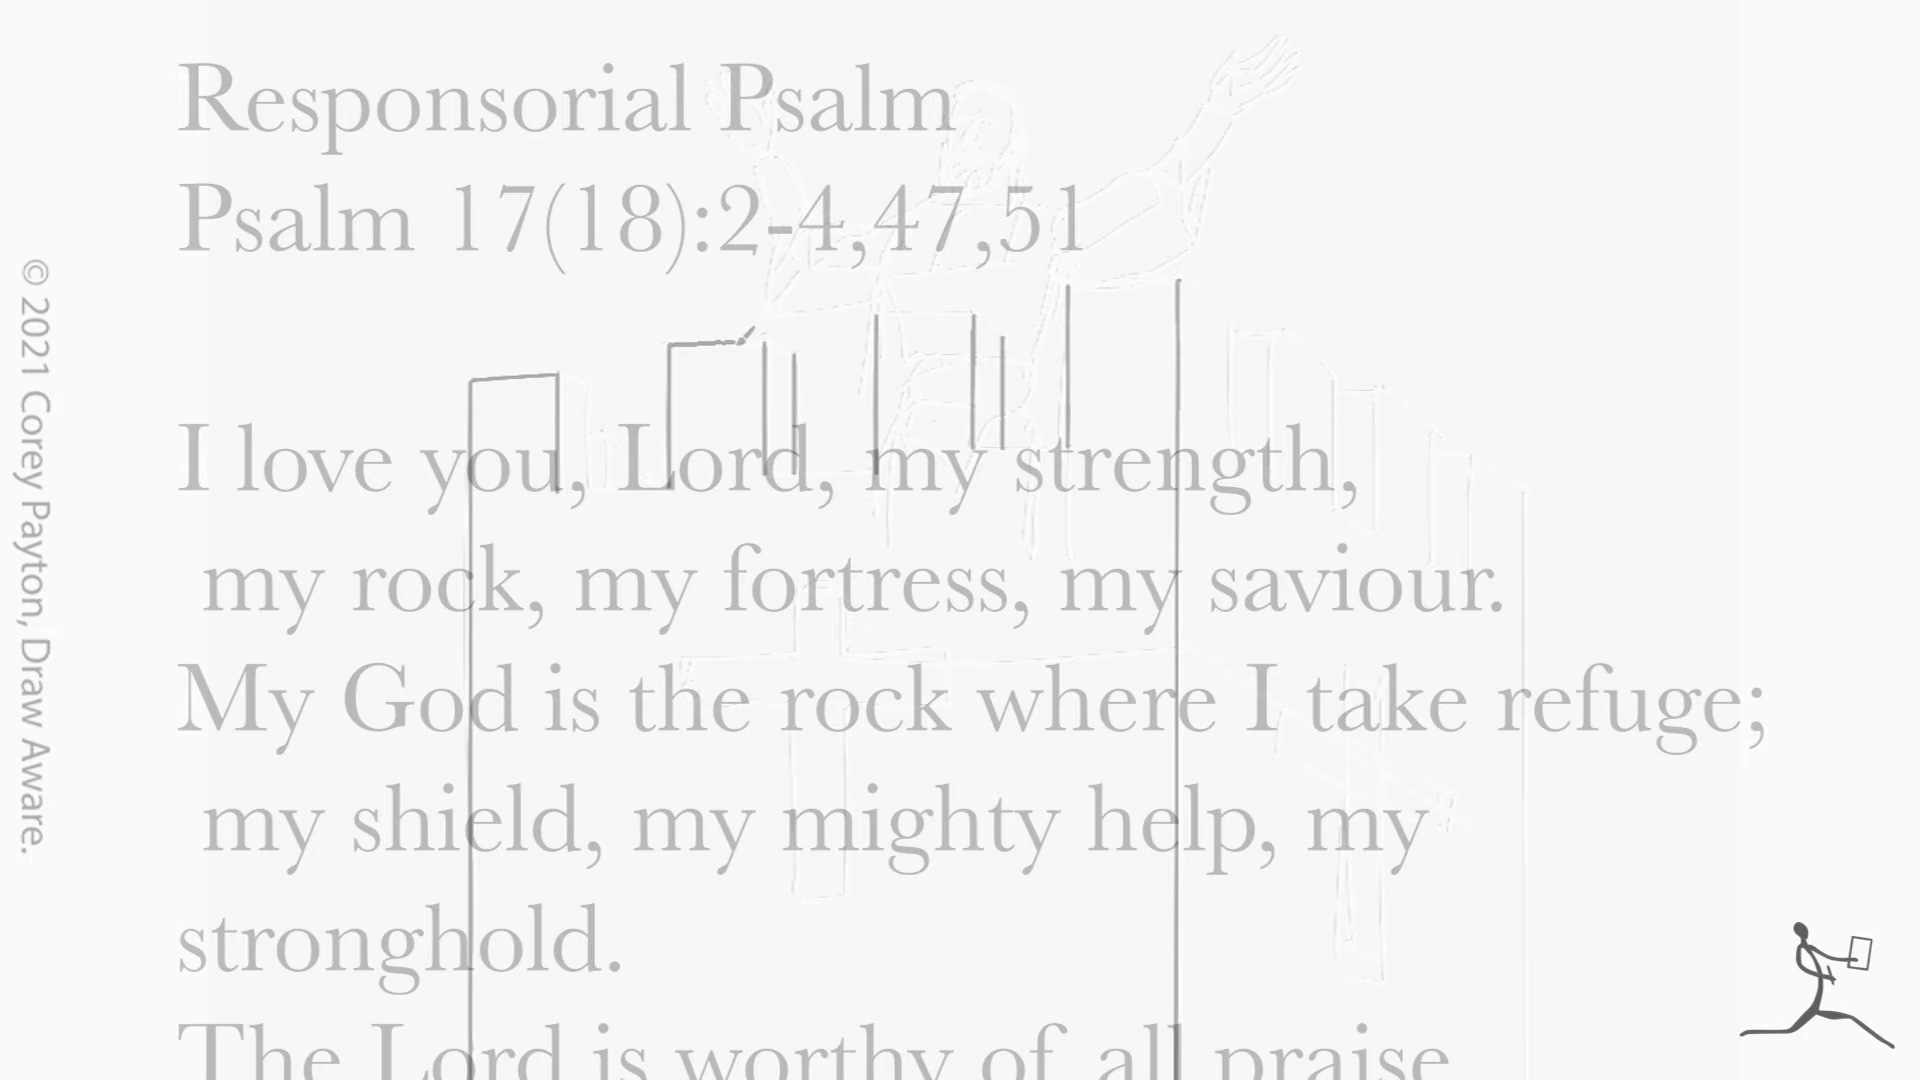 Responsorial Psalm
Psalm 17(18):2-4,47,51
I love you, Lord, my strength,
my rock, my fortress, my saviour.
My God is the rock where I take refuge;
my shield, my mighty help, my
stronghold.
The Lord is worthy of all praise
© 2021 Corey Payton, Draw Aware.